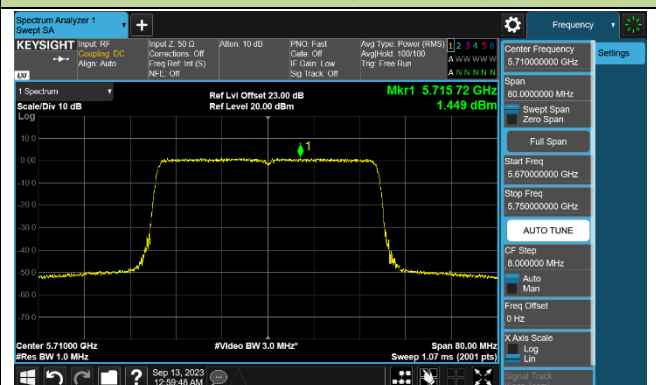 Spectrum Analyzer 1
Swept SA
Frequency
KEYSIGHT
Input: RF
Coupling: DC
Align: Auto
Input Z: 50 Ω
Corrections: Off
Freq Ref: Int (S)
NFE: Off
Atten: 10 dB
PNO: Fast
Gate: Off
IF Gain: Low
Sig Track: Off
Avg Type: Power (RMS)
Avg|Hold: 100/100
Trig: Free Run
1 2 3 4 5 6
A W W W W W
A N N N N N
LXI
Center Frequency
5.710000000 GHz
Settings
Span
80.0000000 MHz
Swept Span
Zero Span
Full Span
Start Freq
5.670000000 GHz
Stop Freq
5.750000000 GHz
AUTO TUNE
CF Step
8.000000 MHz
Auto
Man
Freq Offset
0 Hz
X Axis Scale
Log
Lin
Signal Track
1 Spectrum
Scale/Div 10 dB
Log
Ref Lvl Offset 23.00 dB
Ref Level 20.00 dBm
Mkr1 5.715 72 GHz
1.449 dBm
10.0
0.00
-10.0
-20.0
-30.0
-40.0
-50.0
-60.0
-70.0
1
Center 5.71000 GHz
#Res BW 1.0 MHz
#Video BW 3.0 MHz*
Span 80.00 MHz
Sweep 1.07 ms (2001 pts)
?
Sep 13, 2023
12:59:48 AM